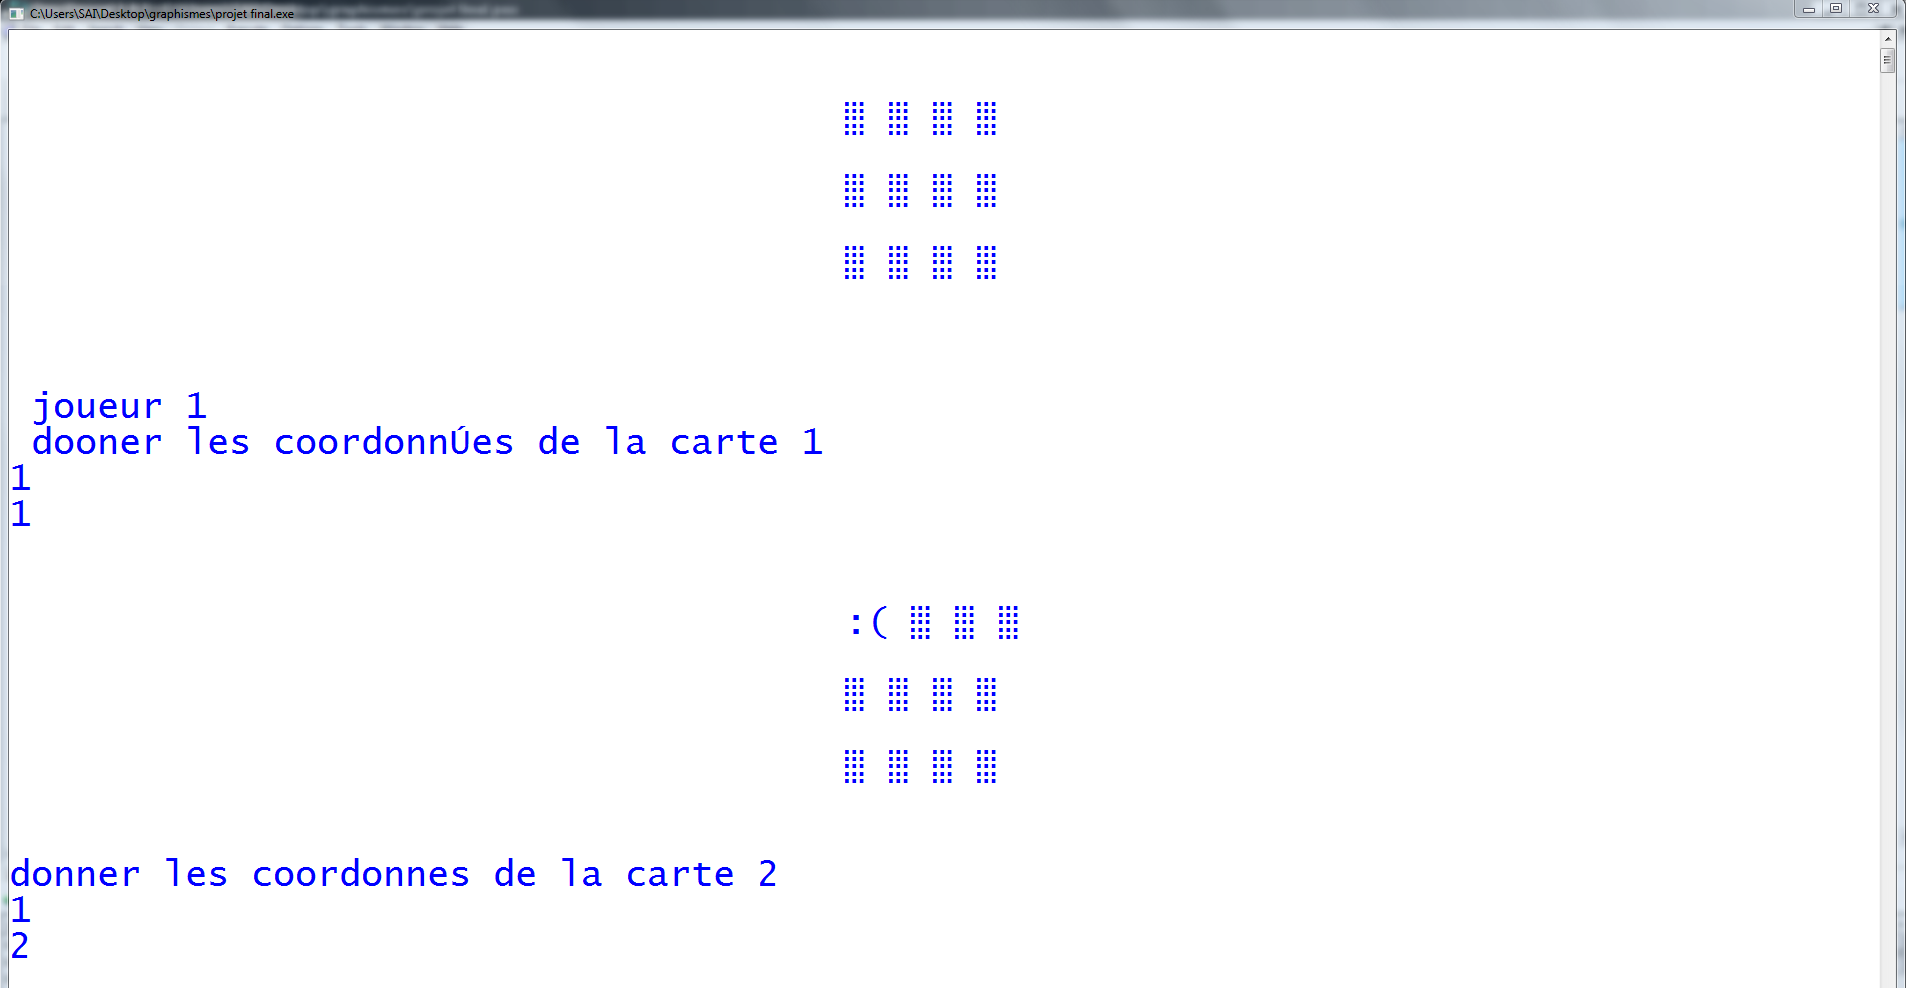 C:\Users\SAI\Desktop\graphismes\projet final.exe
▒ ▒ ▒ ▒
▒ ▒ ▒ ▒
▒ ▒ ▒ ▒
joueur 1
dooner les coordonnÚes de la carte 1
1
1
:( ▒ ▒ ▒
▒ ▒ ▒ ▒
▒ ▒ ▒ ▒
donner les coordonnes de la carte 2
1
2